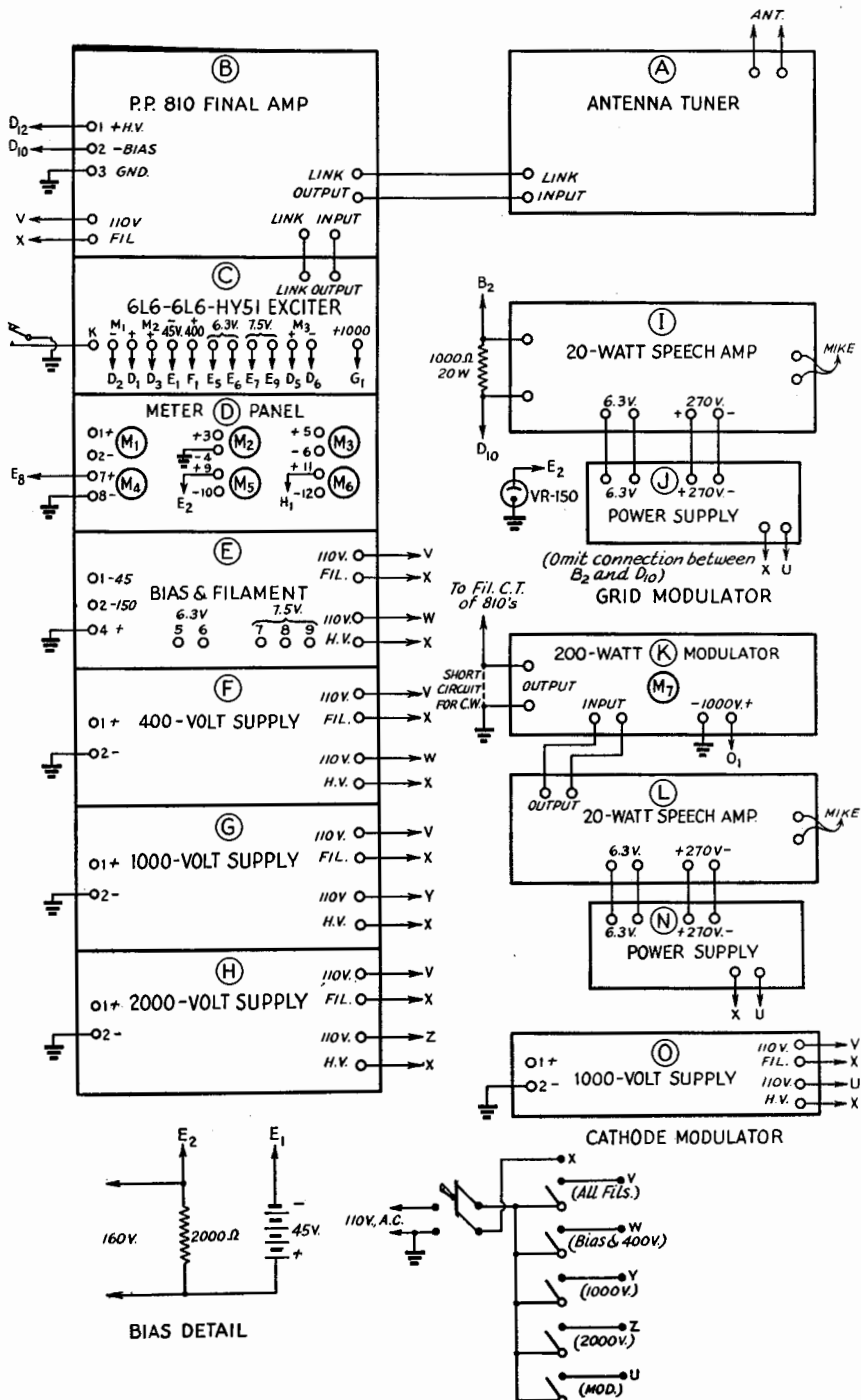 B
P.P. 810 FINAL AMP
D12
1 +H.V.
D10
2 -BIAS
3 GND.
V
110V
X
FIL
LINK
OUTPUT
LINK INPUT
ANT.
A
ANTENNA TUNER
LINK
INPUT
C
LINK OUTPUT
6L6-6L6-HY51 EXCITER
K
M1 M2 - + 6.3V. 7.5V. M3 +1000
- + + 45V. 400 + -
D2 D1 D3 E1 F1 E5 E6 E7 E9 D5 D6 G1
METER D PANEL
1+ M1 +3 M2 +5 M3
2- -4 -6
E8 7+ M4 +9 M5 +11 M6
8- E2 -10 H1 -12
E
BIAS & FILAMENT
1-45
2-150
4 +
6.3V
5 6
7.5V.
7 8 9
110V. V
FIL. X
110V. W
H.V. X
F
400-VOLT SUPPLY
1+
2-
110V. V
FIL. X
110V. W
H.V. X
G
1000-VOLT SUPPLY
1+
2-
110V. V
FIL. X
110V Y
H.V. X
H
2000-VOLT SUPPLY
1+
2-
110V. V
FIL. X
110V. Z
H.V. X
B2
1000Ω
20W
D10
I
20-WATT SPEECH AMP
MIKE
6.3V. 270V.
+ -
E2
VR-150
6.3V J +270V.-
POWER SUPPLY
X U
(Omit connection between
B2 and D10)
GRID MODULATOR
To Fil. C.T.
of 810's
SHORT
CIRCUIT
FOR C.W.
200-WATT K MODULATOR
OUTPUT
M7
INPUT -1000V.+
O1
L
OUTPUT
20-WATT SPEECH AMP.
MIKE
6.3V. +270V-
6.3V. N +270V.-
POWER SUPPLY
X U
O
1000-VOLT SUPPLY
1+
2-
110V. V
FIL. X
110V. U
H.V. X
CATHODE MODULATOR
E2 E1
160V.
2000Ω
-
45V.
+
BIAS DETAIL
110V, A.C.
X
V
(All Fils.)
W
(Bias & 400V.)
Y
(1000V.)
Z
(2000V.)
U
(MOD.)